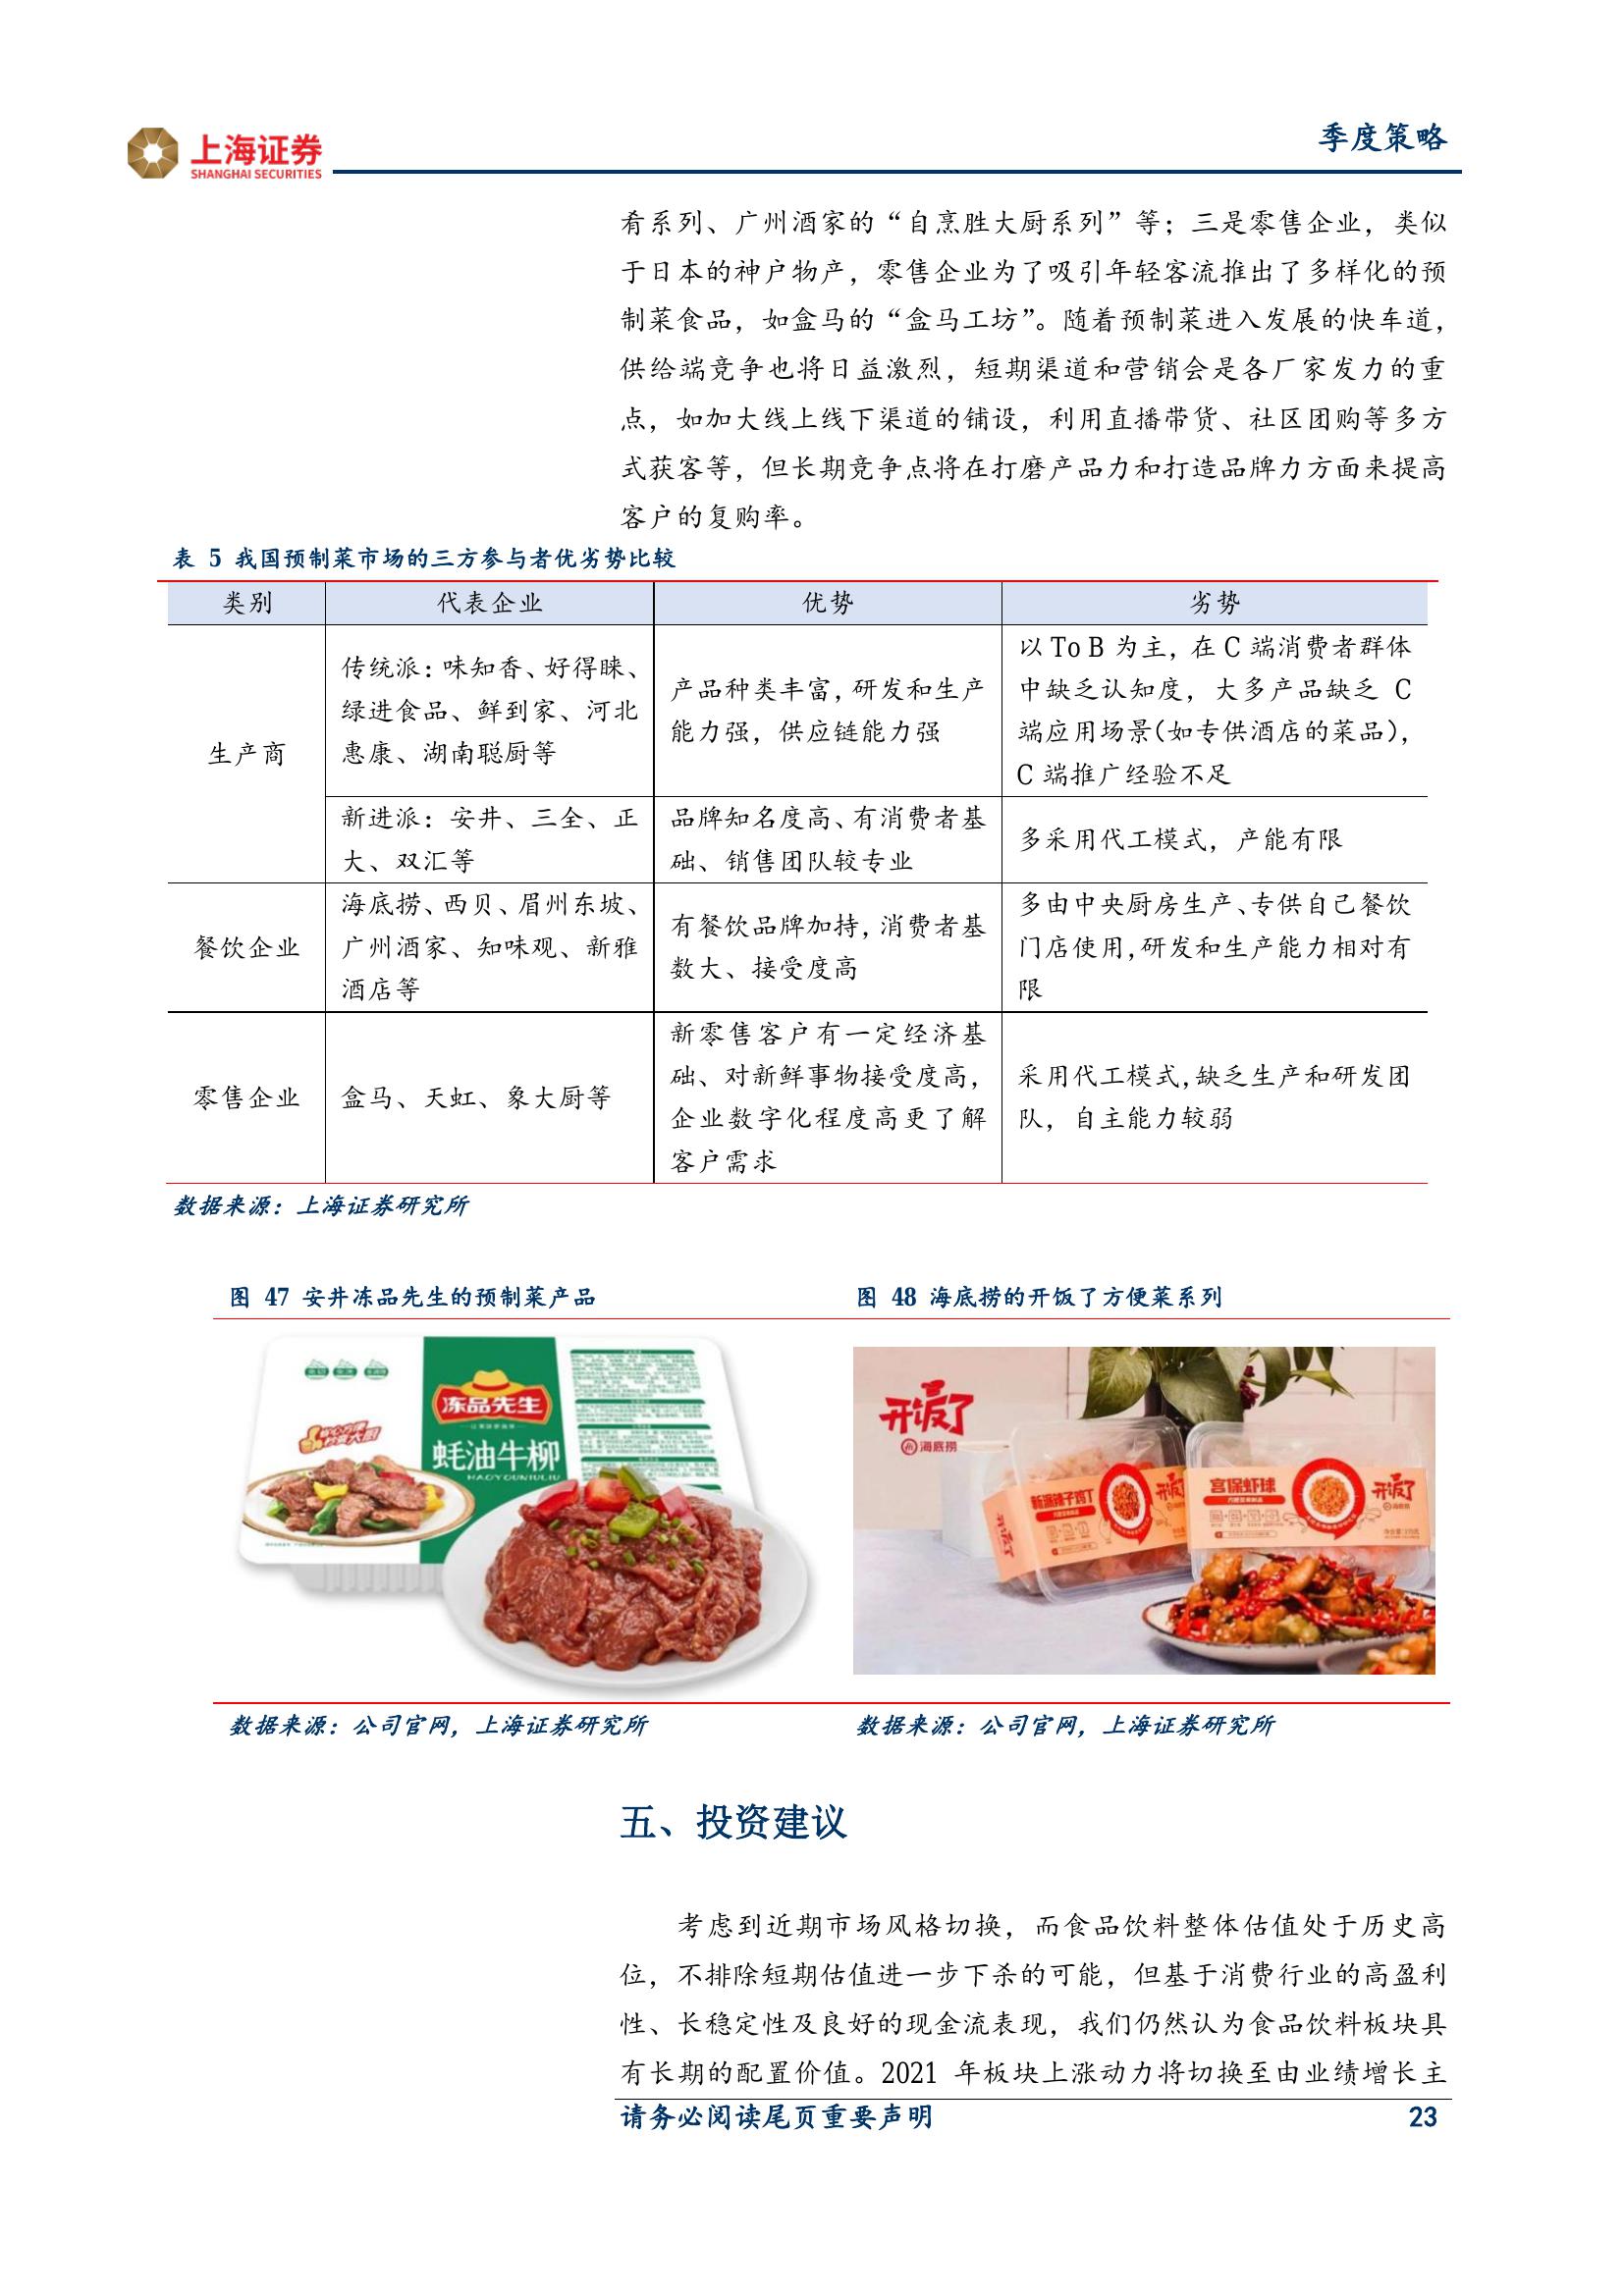 上海证券
SHANGHAI SECURITIES
季度策略
肴系列、广州酒家的“自烹胜大厨系列”等；三是零售企业，类似
于日本的神户物产，零售企业为了吸引年轻客流推出了多样化的预
制菜食品，如盒马的“盒马工坊”。随着预制菜进入发展的快车道，
供给端竞争也将日益激烈，短期渠道和营销会是各厂家发力的重
点，如加大线上线下渠道的铺设，利用直播带货、社区团购等多方
式获客等，但长期竞争点将在打磨产品力和打造品牌力方面来提高
客户的复购率。
表 5 我国预制菜市场的三方参与者优劣势比较
类别 代表企业 优势 劣势
生产商
传统派：味知香、好得睐、
绿进食品、鲜到家、河北
惠康、湖南聪厨等
产品种类丰富，研发和生产
能力强，供应链能力强
以 To B 为主，在 C 端消费者群体
中缺乏认知度，大多产品缺乏 C
端应用场景（如专供酒店的菜品），
C 端推广经验不足
新进派：安井、三全、正
大、双汇等
品牌知名度高、有消费者基
础、销售团队较专业
多采用代工模式，产能有限
餐饮企业
海底捞、西贝、眉州东坡、
广州酒家、知味观、新雅
酒店等
有餐饮品牌加持，消费者基
数大、接受度高
多由中央厨房生产、专供自己餐饮
门店使用，研发和生产能力相对有
限
零售企业
盒马、天虹、象大厨等
新零售客户有一定经济基
础、对新鲜事物接受度高，
企业数字化程度高更了解
客户需求
采用代工模式，缺乏生产和研发团
队，自主能力较弱
数据来源：上海证券研究所
图 47 安井冻品先生的预制菜产品
冻品先生
蚝油牛柳
HAOYOUNIULIU
图 48 海底捞的开饭了方便菜系列
开饭了
海底捞
辣子鸡丁
开饭了
宫保虾球
开饭了
海底捞
数据来源：公司官网，上海证券研究所
数据来源：公司官网，上海证券研究所
五、投资建议
考虑到近期市场风格切换，而食品饮料整体估值处于历史高
位，不排除短期估值进一步下杀的可能，但基于消费行业的高盈利
性、长稳定性及良好的现金流表现，我们仍然认为食品饮料板块具
有长期的配置价值。2021 年板块上涨动力将切换至由业绩增长主
请务必阅读尾页重要声明
23